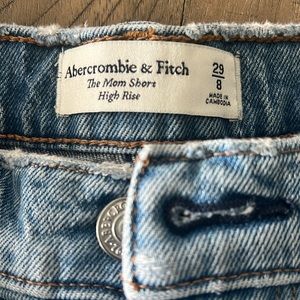 Abercrombie & Fitch
The Mom Short
High Rise
29
8
MADE IN
CAMBODIA